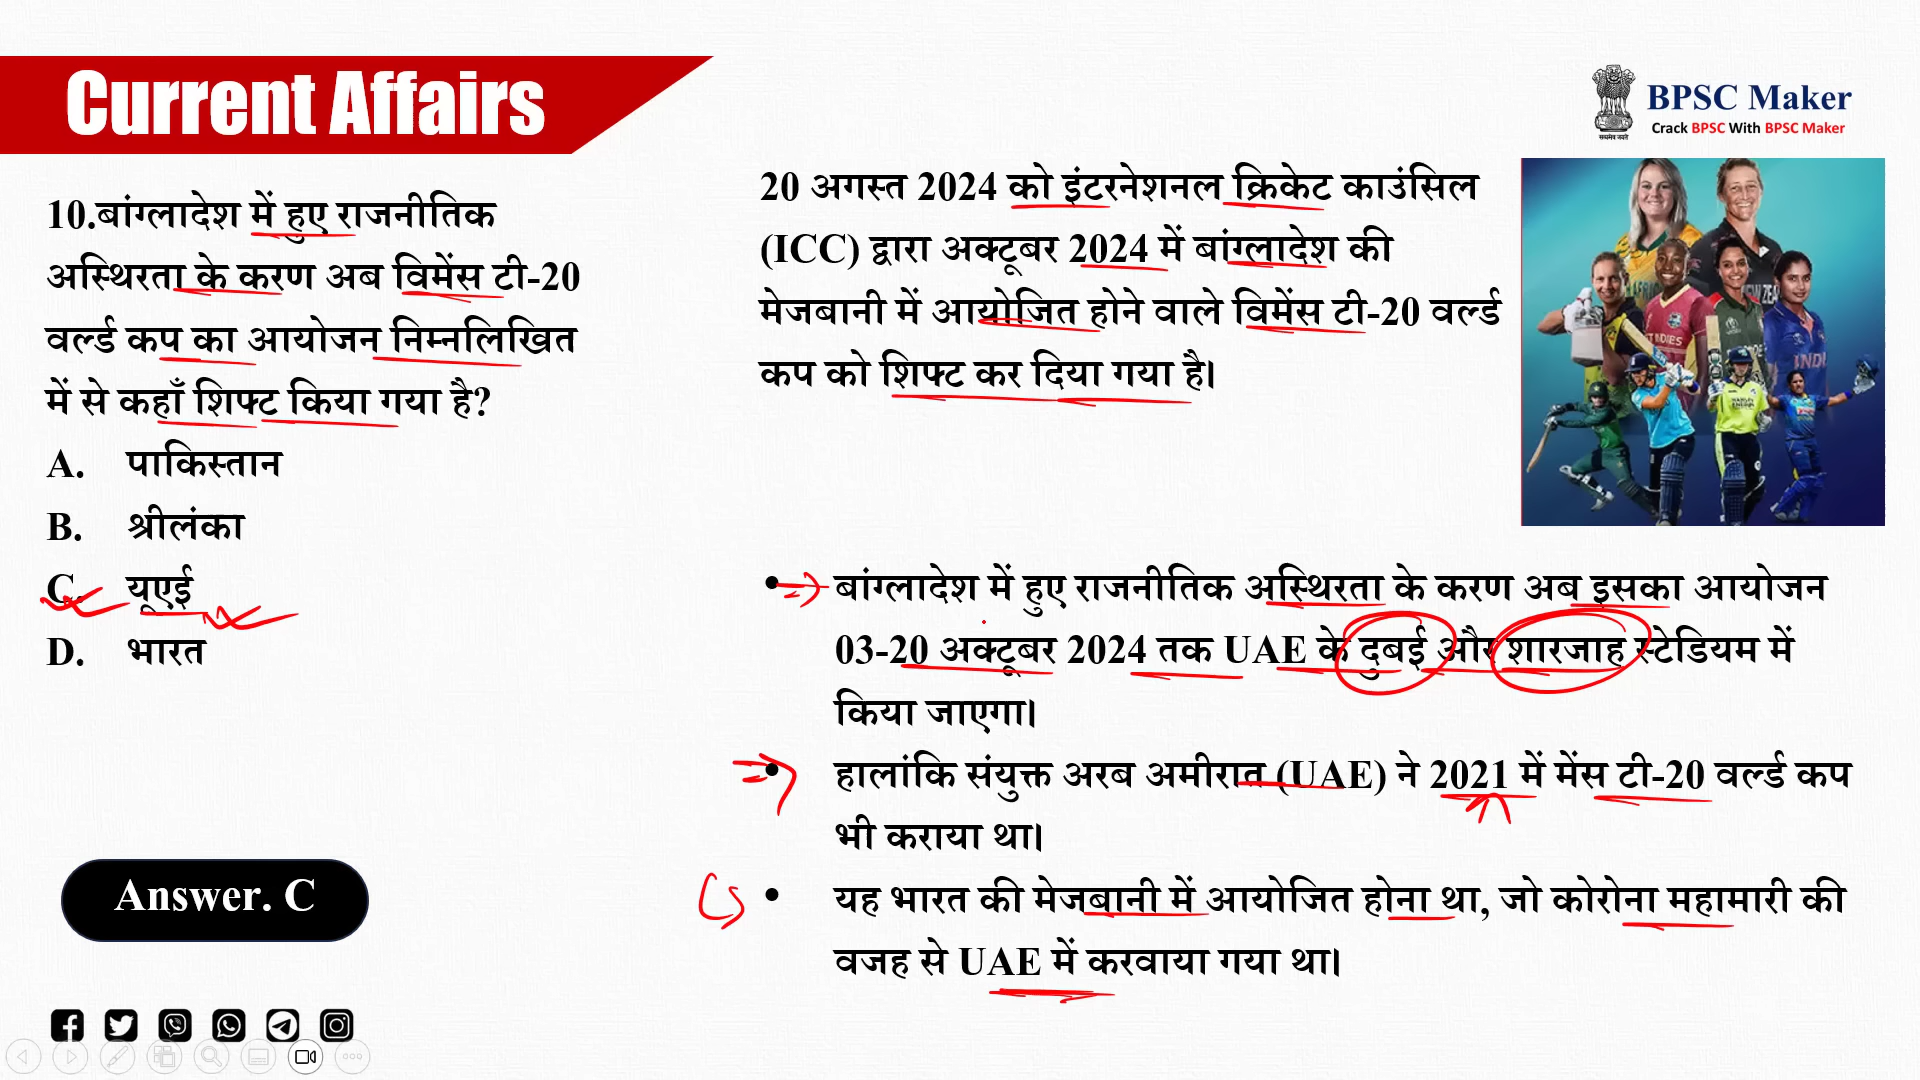 Current Affairs
BPSC Maker
Crack BPSC With BPSC Maker
10.बांग्लादेश में हुए राजनीतिक
अस्थिरता के करण अब विमेंस टी-20
वर्ल्ड कप का आयोजन निम्नलिखित
में से कहाँ शिफ्ट किया गया है?
A. पाकिस्तान
B. श्रीलंका
C. यूएई
D. भारत
Answer. C
20 अगस्त 2024 को इंटरनेशनल क्रिकेट काउंसिल
(ICC) द्वारा अक्टूबर 2024 में बांग्लादेश की
मेजबानी में आयोजित होने वाले विमेंस टी-20 वर्ल्ड
कप को शिफ्ट कर दिया गया है।
• बांग्लादेश में हुए राजनीतिक अस्थिरता के करण अब इसका आयोजन
03-20 अक्टूबर 2024 तक UAE के दुबई और शारजाह स्टेडियम में
किया जाएगा।
• हालांकि संयुक्त अरब अमीरात (UAE) ने 2021 में मेंस टी-20 वर्ल्ड कप
भी कराया था।
• यह भारत की मेजबानी में आयोजित होना था, जो कोरोना महामारी की
वजह से UAE में करवाया गया था।